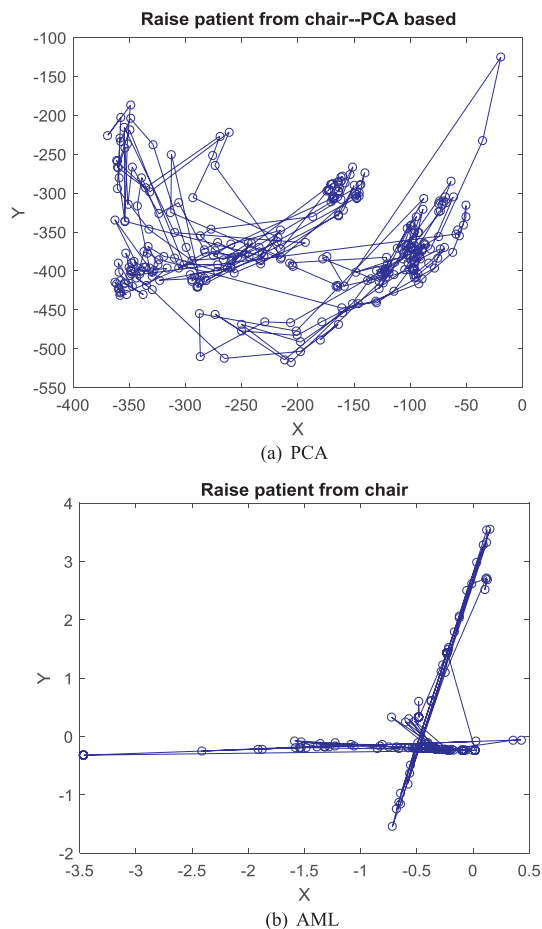 Raise patient from chair--PCA based
-100
-150
-200
-250
-300
-350
-400
-450
-500
-550
Y
-400 -350 -300 -250 -200 -150 -100 -50 0
X
(a) PCA
Raise patient from chair
4
3
2
1
0
-1
-2
Y
-3.5 -3 -2.5 -2 -1.5 -1 -0.5 0 0.5
X
(b) AML